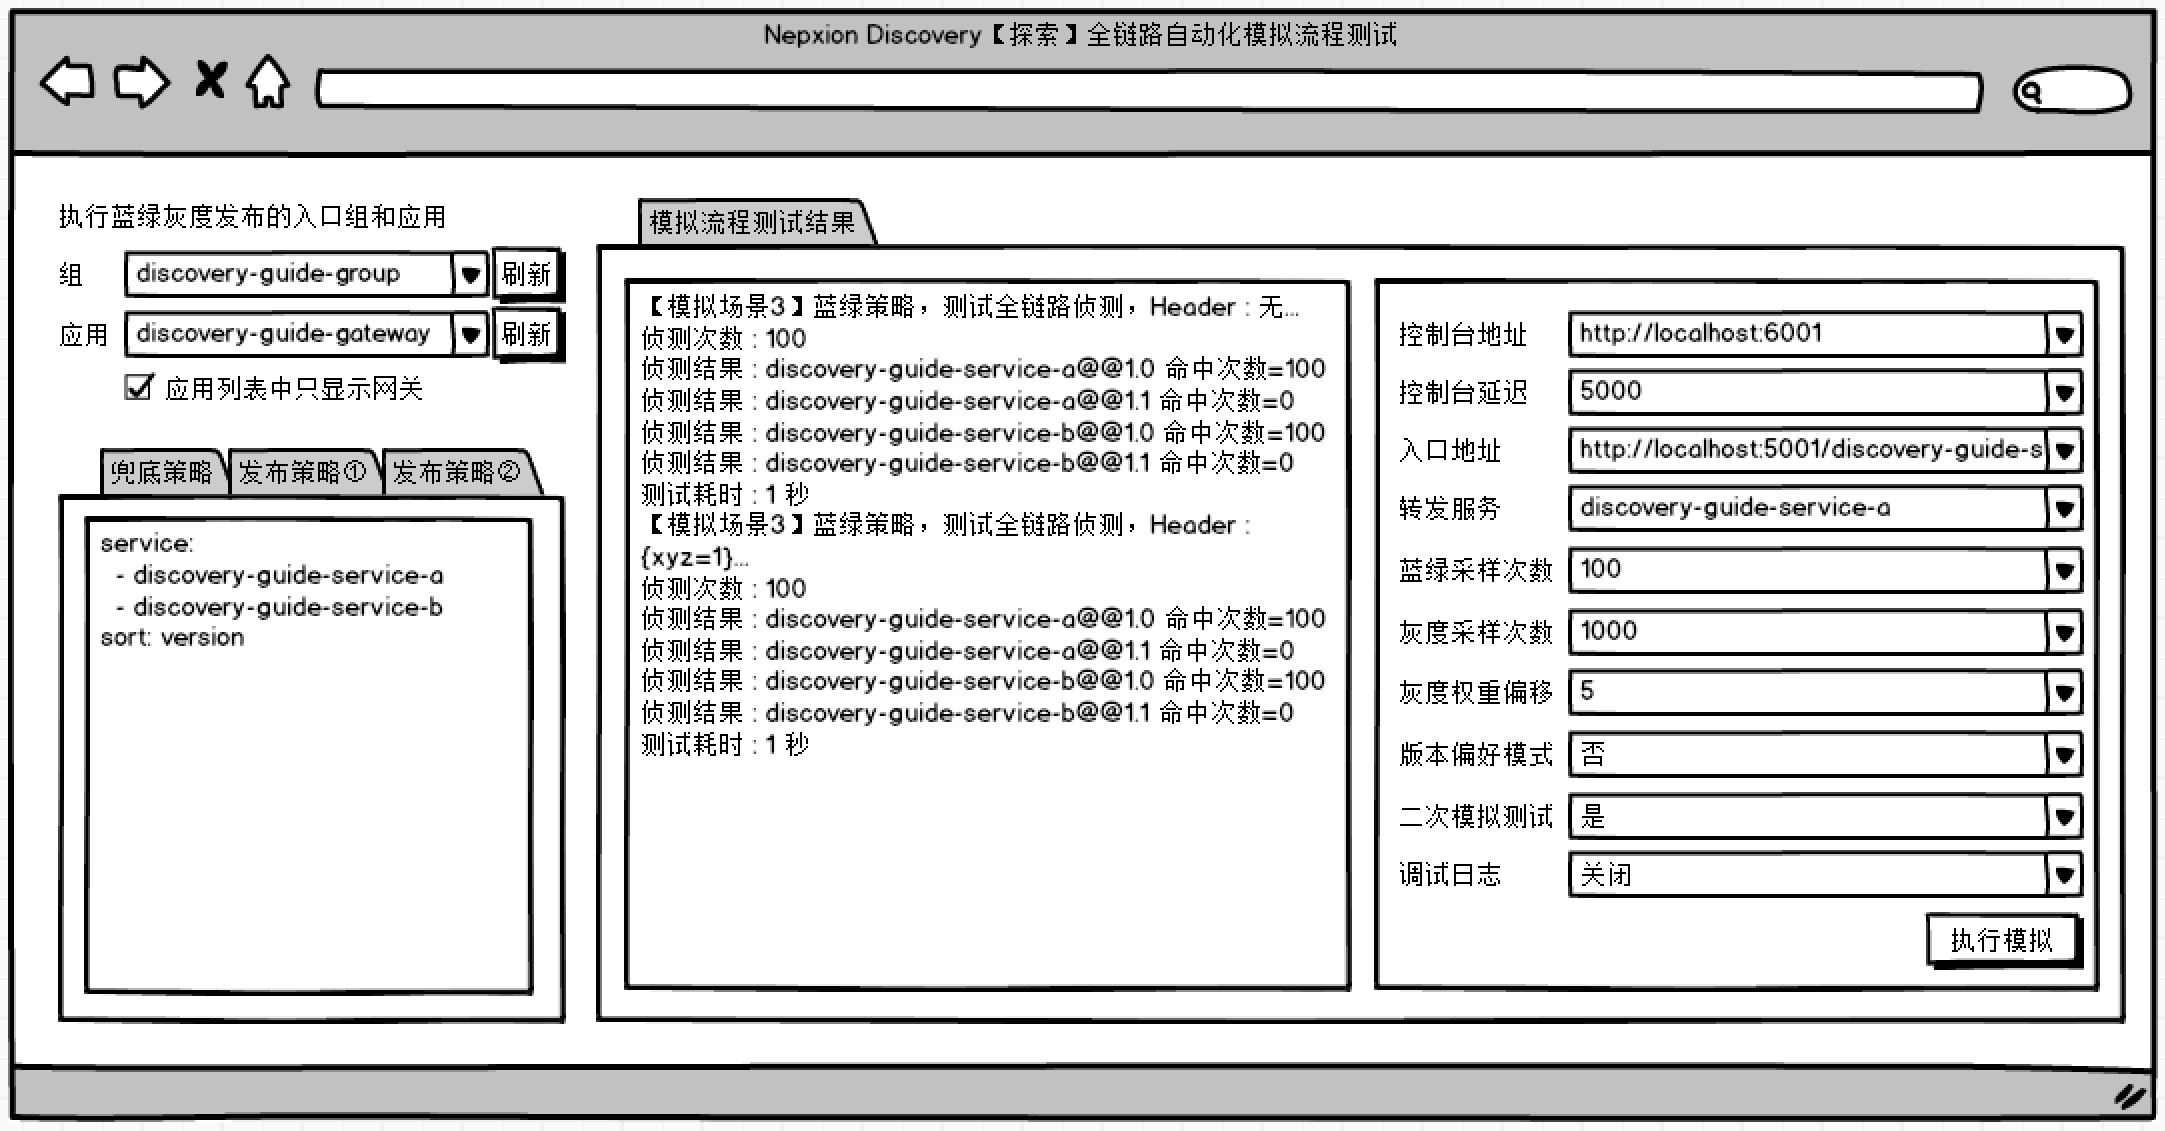 Nepxion Discovery【探索】全链路自动化模拟流程测试
执行蓝绿灰度发布的入口组和应用
组 discovery-guide-group 刷新
应用 discovery-guide-gateway 刷新
应用列表中只显示网关
兜底策略 发布策略① 发布策略②
service:
- discovery-guide-service-a
- discovery-guide-service-b
sort: version
模拟流程测试结果
【模拟场景3】蓝绿策略，测试全链路侦测，Header : 无...
侦测次数 : 100
侦测结果 : discovery-guide-service-a@@1.0 命中次数=100
侦测结果 : discovery-guide-service-a@@1.1 命中次数=0
侦测结果 : discovery-guide-service-b@@1.0 命中次数=100
侦测结果 : discovery-guide-service-b@@1.1 命中次数=0
测试耗时 : 1 秒
【模拟场景3】蓝绿策略，测试全链路侦测，Header :
{xyz=1}...
侦测次数 : 100
侦测结果 : discovery-guide-service-a@@1.0 命中次数=100
侦测结果 : discovery-guide-service-a@@1.1 命中次数=0
侦测结果 : discovery-guide-service-b@@1.0 命中次数=100
侦测结果 : discovery-guide-service-b@@1.1 命中次数=0
测试耗时 : 1 秒
控制台地址 http://localhost:6001
控制台延迟 5000
入口地址 http://localhost:5001/discovery-guide-s
转发服务 discovery-guide-service-a
蓝绿采样次数 100
灰度采样次数 1000
灰度权重偏移 5
版本偏好模式 否
二次模拟测试 是
调试日志 关闭
执行模拟